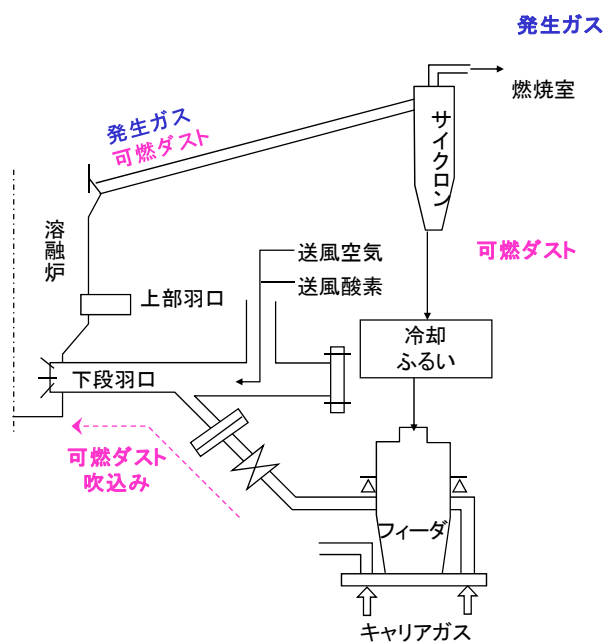 発生ガス
燃焼室
発生ガス
可燃ダスト
サイクロン
溶融炉
送風空気
可燃ダスト
送風酸素
上部羽口
冷却
ふるい
下段羽口
可燃ダスト
吹込み
フィーダ
キャリアガス